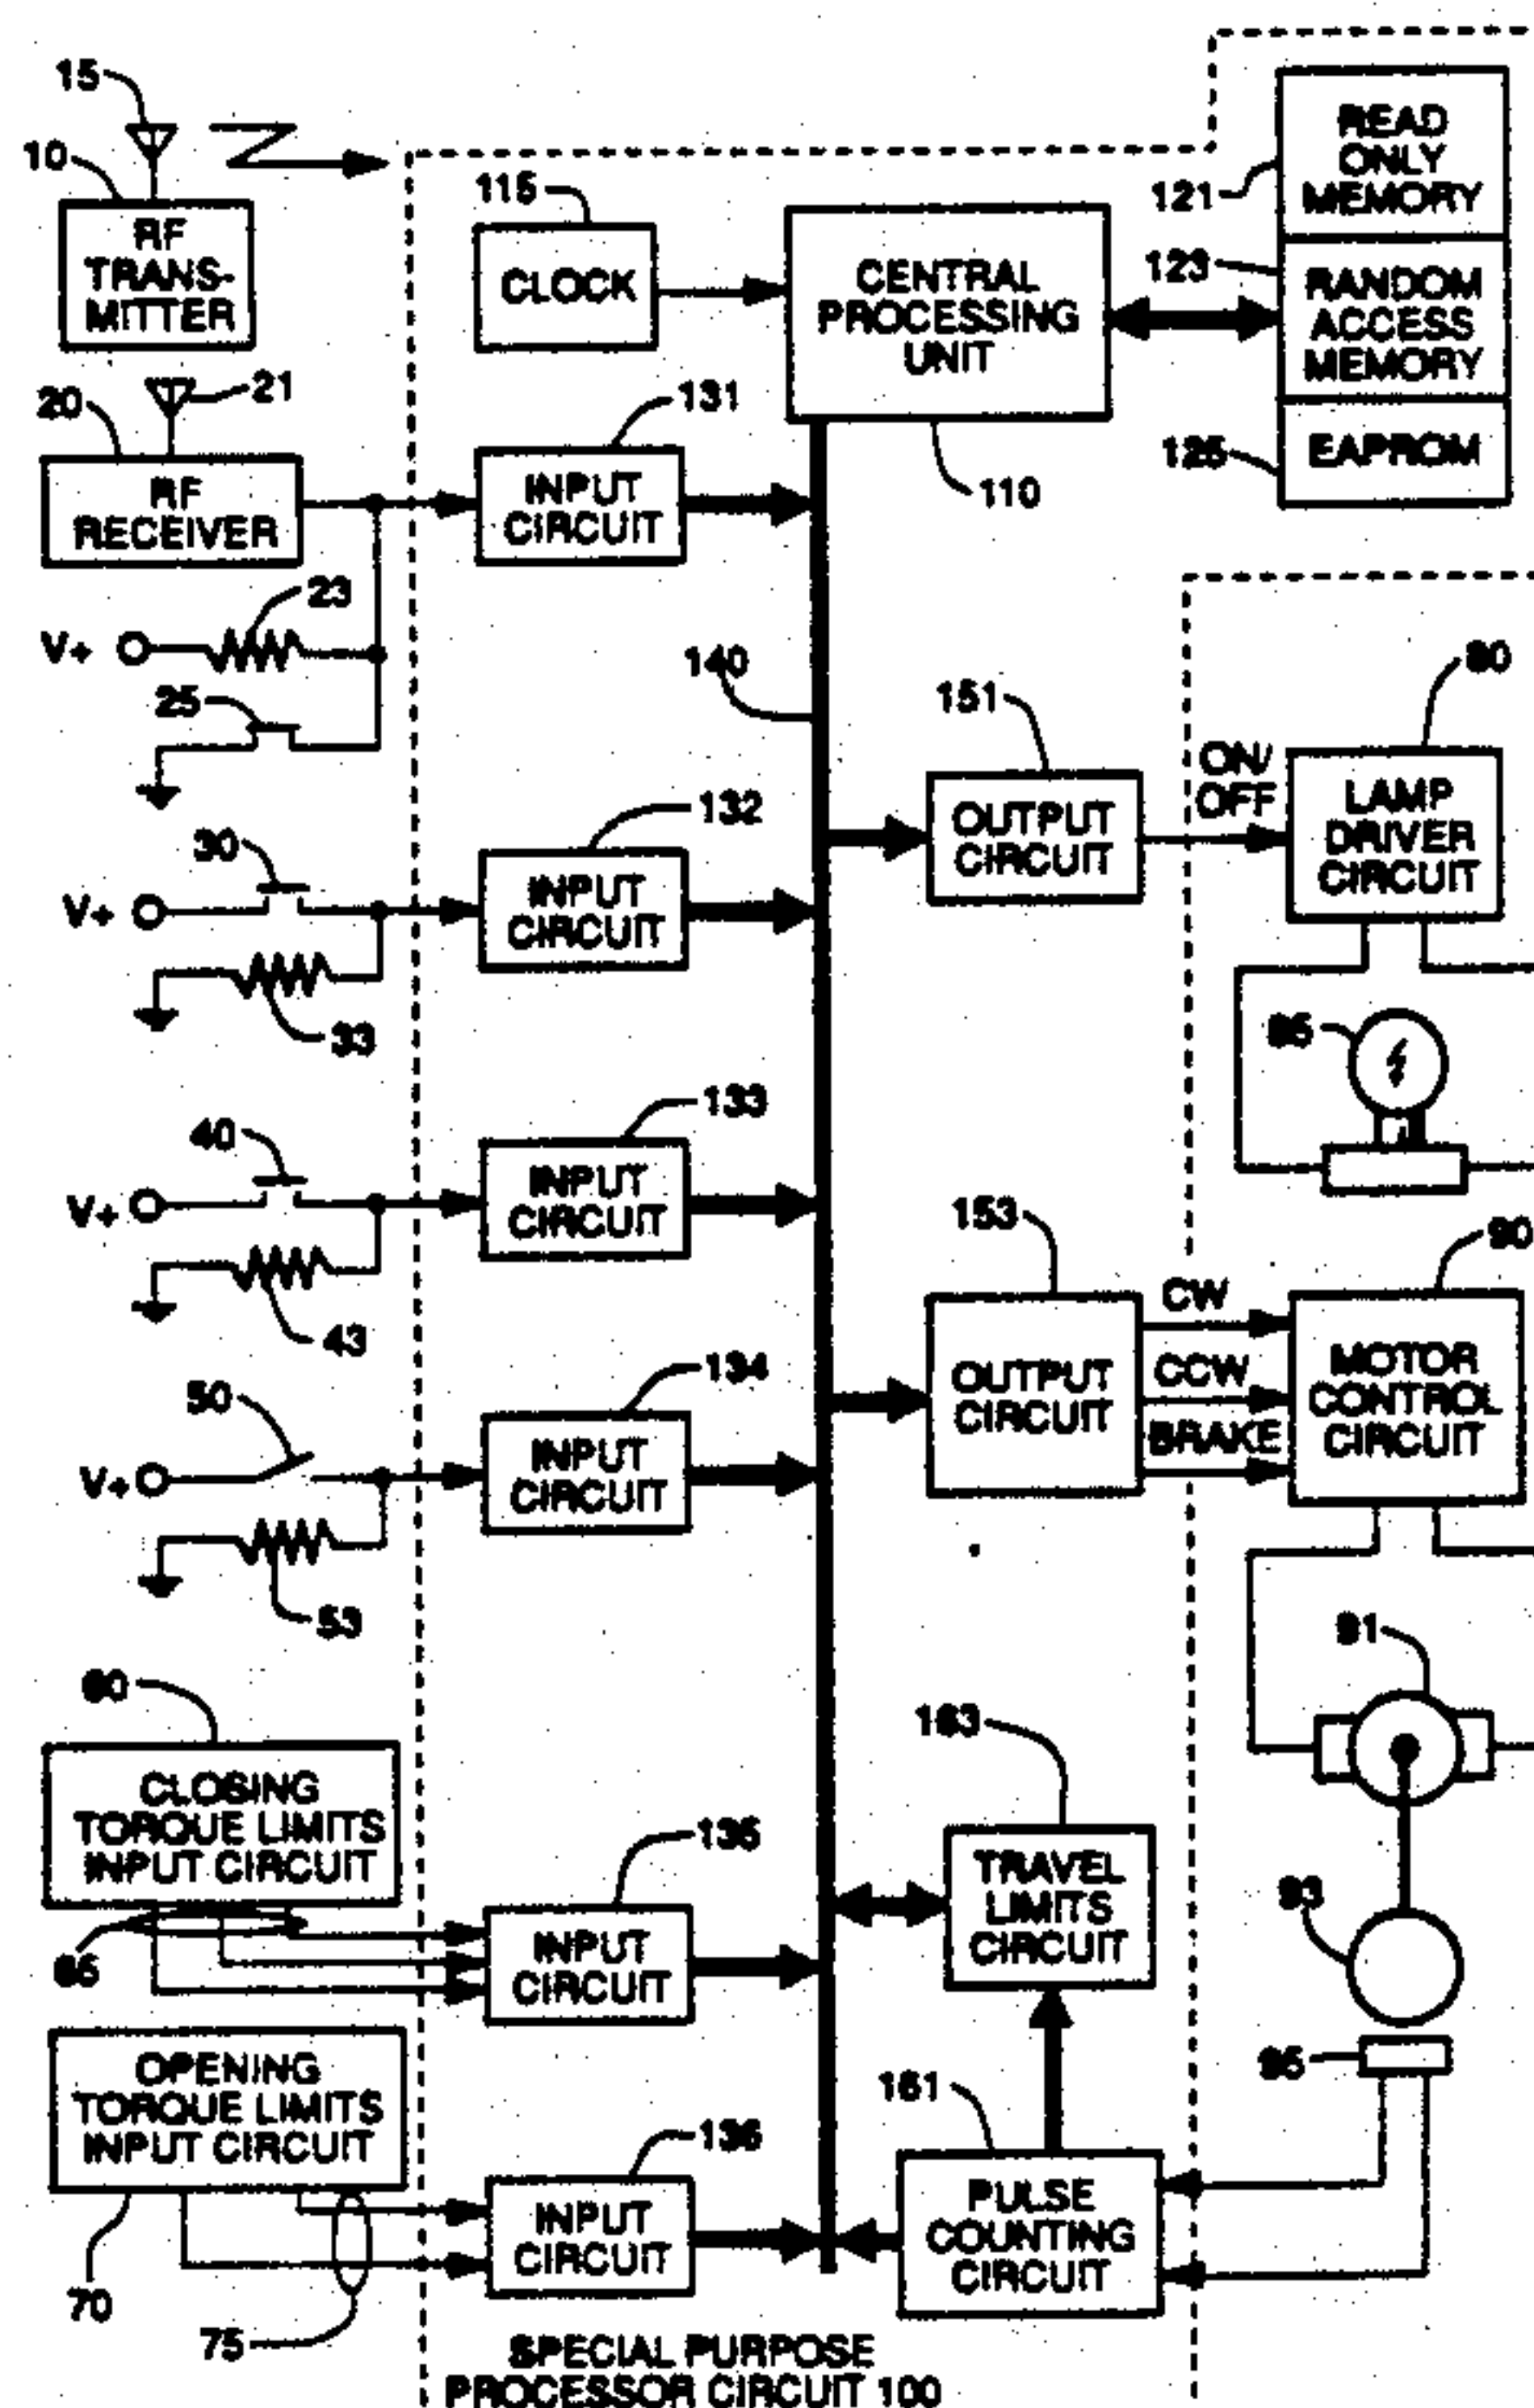 15
10
RF
TRANS-
MITTER
115
CLOCK
CENTRAL
PROCESSING
UNIT
110
READ
ONLY
MEMORY
121
123
RANDOM
ACCESS
MEMORY
125
EAPROM
20
21
RF
RECEIVER
131
INPUT
CIRCUIT
23
V+
25
140
151
OUTPUT
CIRCUIT
ON/
OFF
80
LAMP
DRIVER
CIRCUIT
85
30
V+
33
132
INPUT
CIRCUIT
40
V+
43
133
INPUT
CIRCUIT
153
OUTPUT
CIRCUIT
CW
CCW
BRAKE
90
MOTOR
CONTROL
CIRCUIT
50
V+
53
134
INPUT
CIRCUIT
91
93
95
60
CLOSING
TORQUE LIMITS
INPUT CIRCUIT
65
135
INPUT
CIRCUIT
163
TRAVEL
LIMITS
CIRCUIT
OPENING
TORQUE LIMITS
INPUT CIRCUIT
70
75
136
INPUT
CIRCUIT
161
PULSE
COUNTING
CIRCUIT
SPECIAL PURPOSE
PROCESSOR CIRCUIT 100